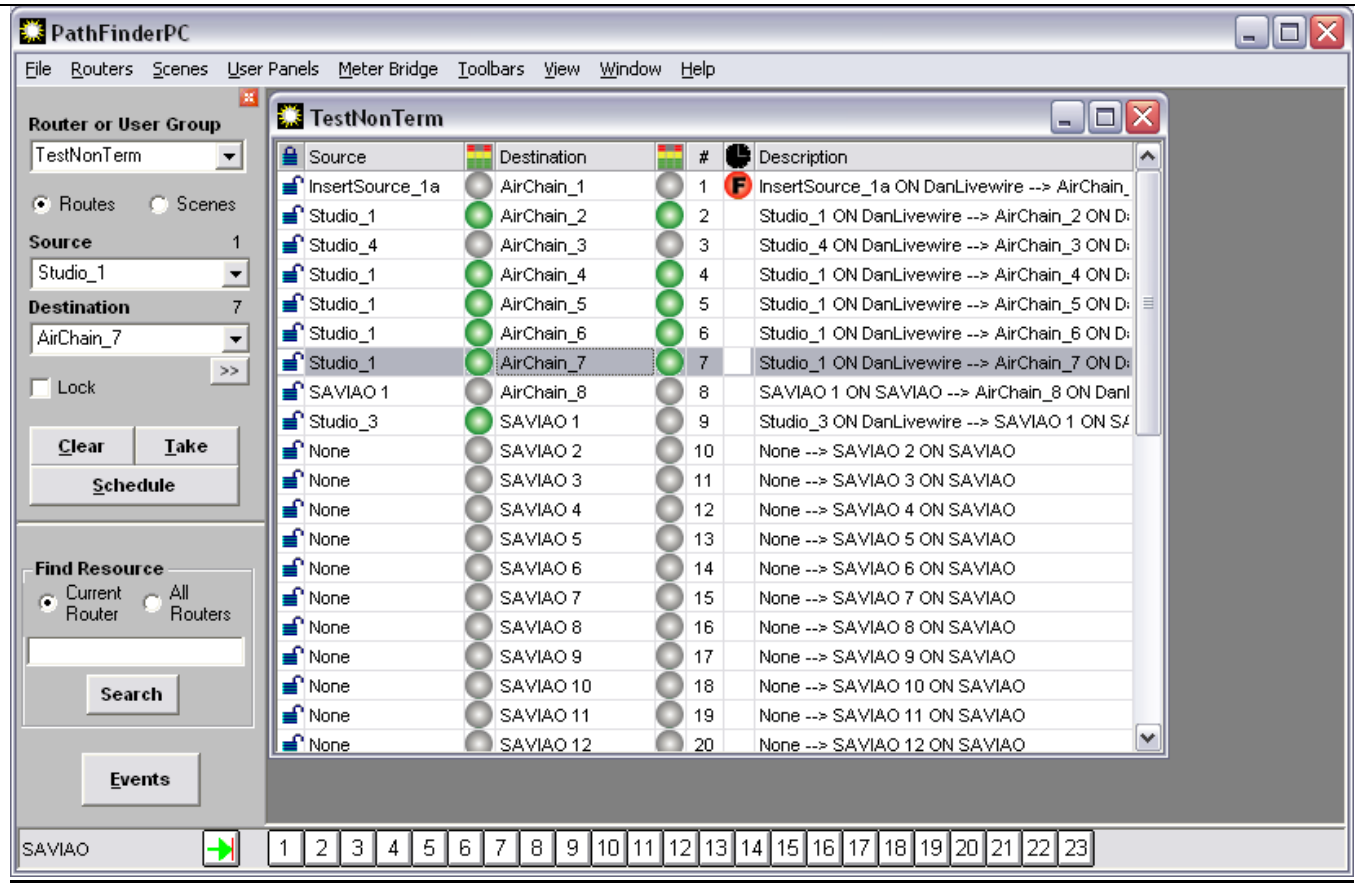 PathFinderPC
File Routers Scenes User Panels Meter Bridge Toolbars View Window Help
Router or User Group
TestNonTerm
Routes Scenes
Source 1
Studio_1
Destination 7
AirChain_7
>>
Lock
Clear Take
Schedule
Find Resource
Current Router All Routers
Search
Events
TestNonTerm
Source Destination # Description
InsertSource_1a AirChain_1 1 F InsertSource_1a ON DanLivewire --> AirChain_
Studio_1 AirChain_2 2 Studio_1 ON DanLivewire --> AirChain_2 ON D
Studio_4 AirChain_3 3 Studio_4 ON DanLivewire --> AirChain_3 ON D
Studio_1 AirChain_4 4 Studio_1 ON DanLivewire --> AirChain_4 ON D
Studio_1 AirChain_5 5 Studio_1 ON DanLivewire --> AirChain_5 ON D
Studio_1 AirChain_6 6 Studio_1 ON DanLivewire --> AirChain_6 ON D
Studio_1 AirChain_7 7 Studio_1 ON DanLivewire --> AirChain_7 ON D
SAVIAO 1 AirChain_8 8 SAVIAO 1 ON SAVIAO --> AirChain_8 ON Danl
Studio_3 SAVIAO 1 9 Studio_3 ON DanLivewire --> SAVIAO 1 ON SA
None SAVIAO 2 10 None --> SAVIAO 2 ON SAVIAO
None SAVIAO 3 11 None --> SAVIAO 3 ON SAVIAO
None SAVIAO 4 12 None --> SAVIAO 4 ON SAVIAO
None SAVIAO 5 13 None --> SAVIAO 5 ON SAVIAO
None SAVIAO 6 14 None --> SAVIAO 6 ON SAVIAO
None SAVIAO 7 15 None --> SAVIAO 7 ON SAVIAO
None SAVIAO 8 16 None --> SAVIAO 8 ON SAVIAO
None SAVIAO 9 17 None --> SAVIAO 9 ON SAVIAO
None SAVIAO 10 18 None --> SAVIAO 10 ON SAVIAO
None SAVIAO 11 19 None --> SAVIAO 11 ON SAVIAO
None SAVIAO 12 20 None --> SAVIAO 12 ON SAVIAO
SAVIAO 1 2 3 4 5 6 7 8 9 10 11 12 13 14 15 16 17 18 19 20 21 22 23